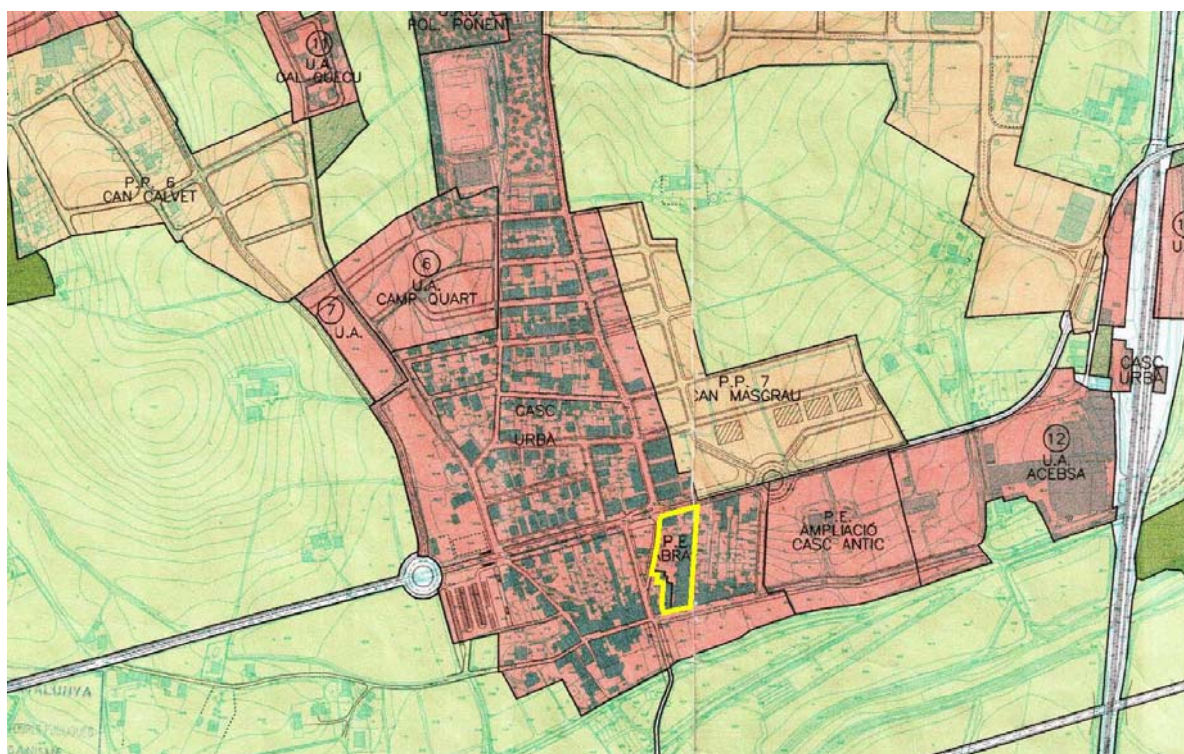 POL. PONENT
11
U.A.
CAL QUECU
P.P. 6
CAN CALVET
6
U.A.
CAMP QUART
7
U.A.
P.P. 7
CAN MASGRAU
CASC
URBA
CASC
URBA
12
U.A.
ACEBSA
P.E.
AMPLIACIÓ
CASC ANTIC
P.E.
ABRA